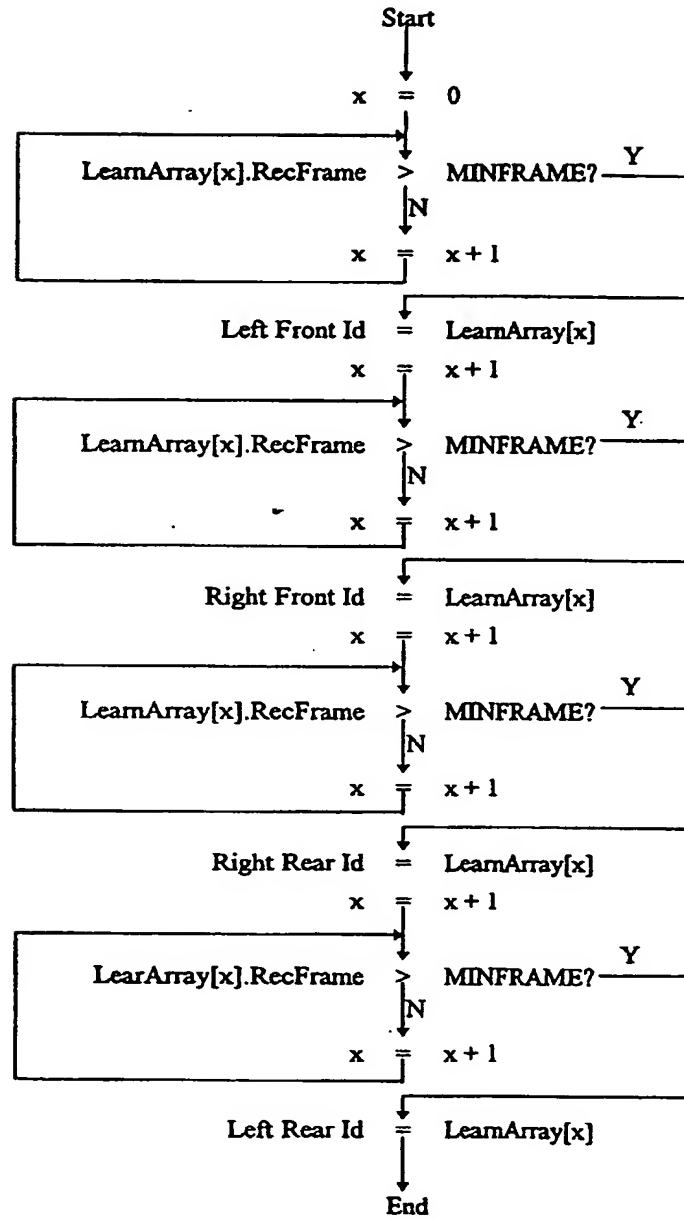 Start
x = 0
LearnArray[x].RecFrame > MINFRAME? Y
N
x = x + 1
Left Front Id = LearnArray[x]
x = x + 1
LearnArray[x].RecFrame > MINFRAME? Y
N
x = x + 1
Right Front Id = LearnArray[x]
x = x + 1
LearnArray[x].RecFrame > MINFRAME? Y
N
x = x + 1
Right Rear Id = LearnArray[x]
x = x + 1
LearArray[x].RecFrame > MINFRAME? Y
N
x = x + 1
Left Rear Id = LearnArray[x]
End